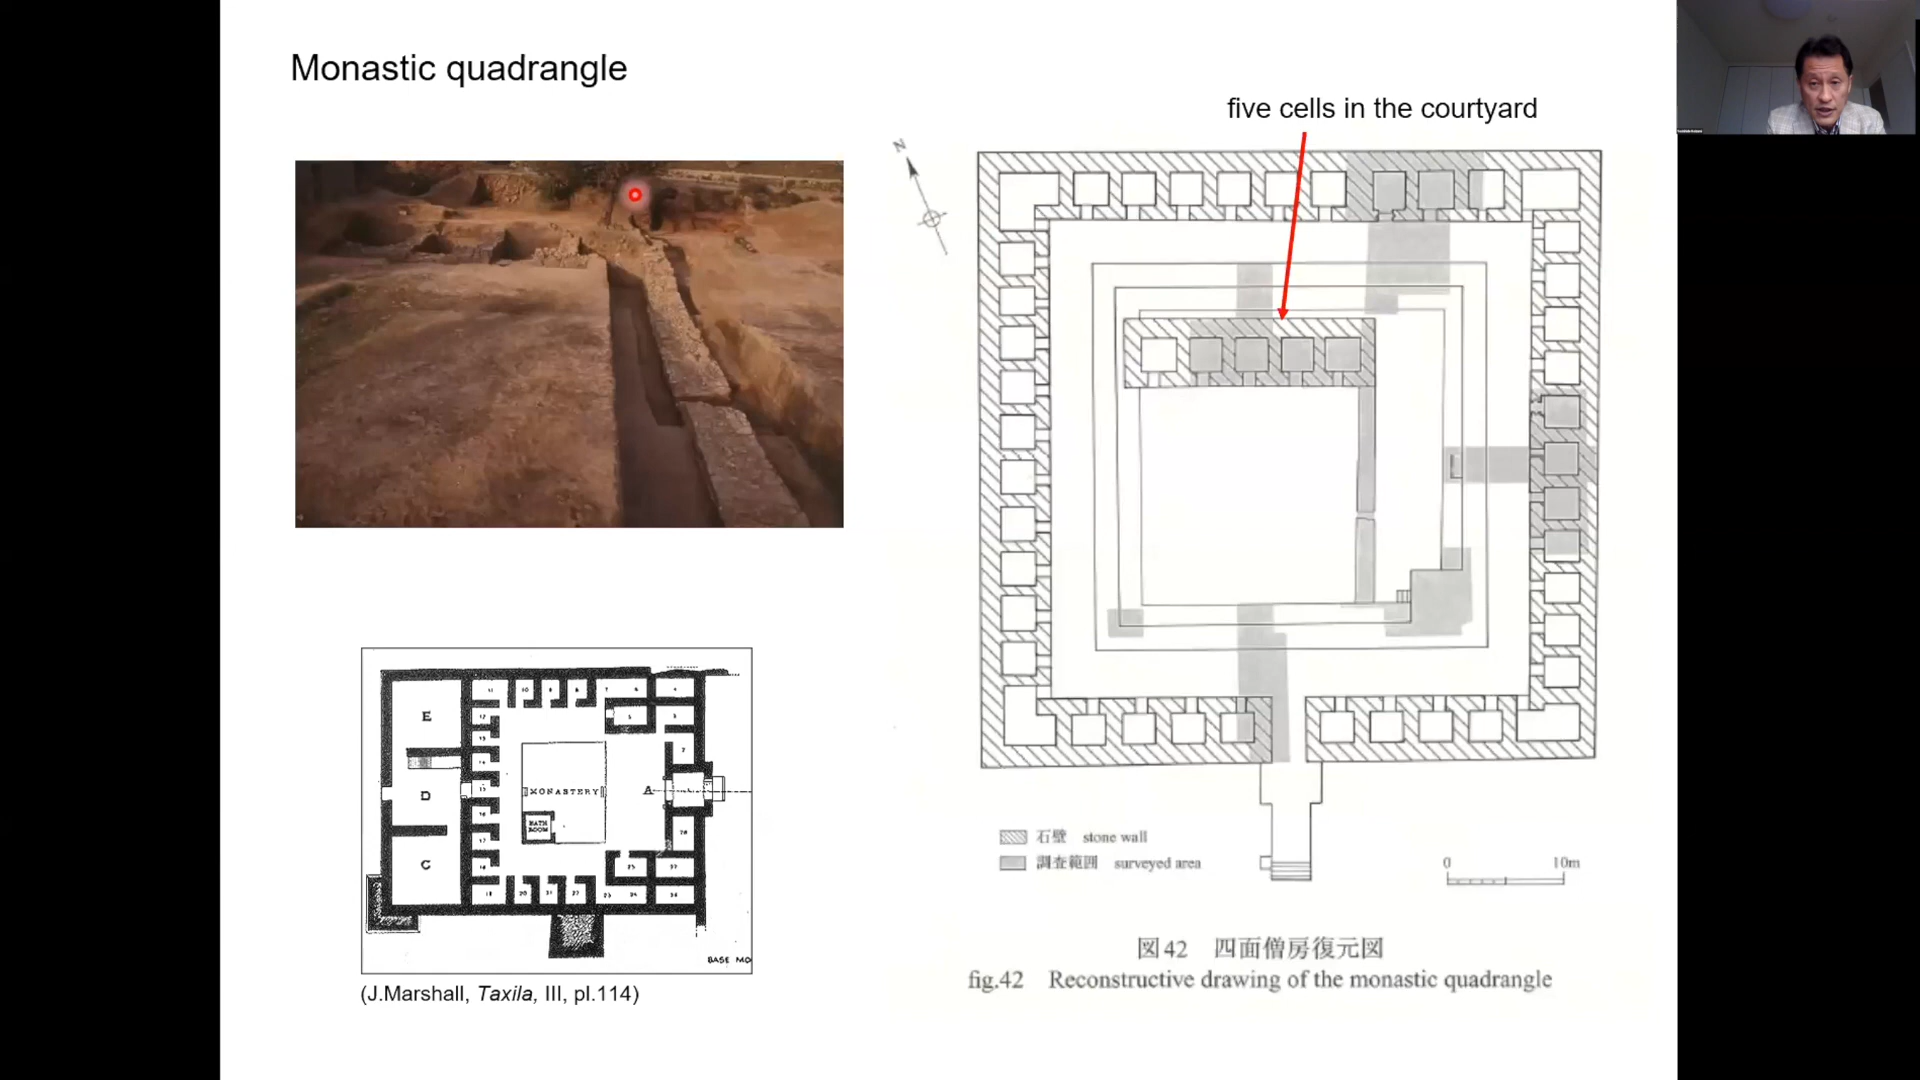 Monastic quadrangle
five cells in the courtyard
N
石壁 stone wall
調査範囲 surveyed area
0 10m
図42 四面僧房復元図
fig.42 Reconstructive drawing of the monastic quadrangle
E
D
C
MONASTERY
A
BATH
ROOM
BASE MO
(J.Marshall, Taxila, III, pl.114)